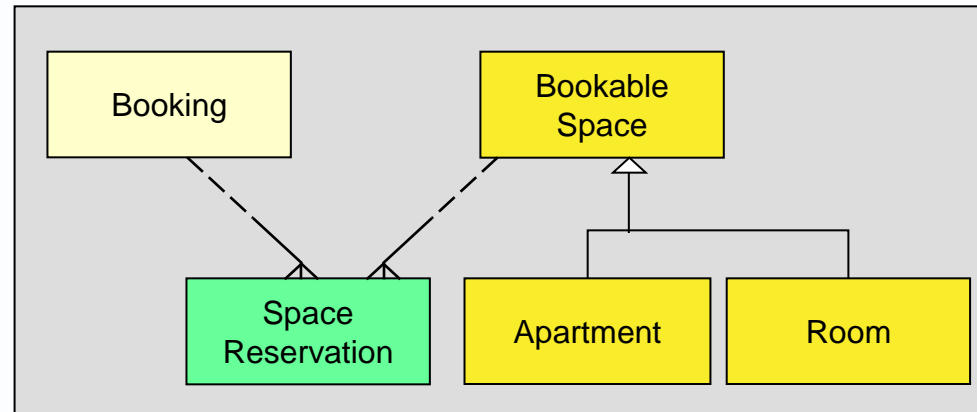 Booking
Bookable
Space
Space
Reservation
Apartment
Room